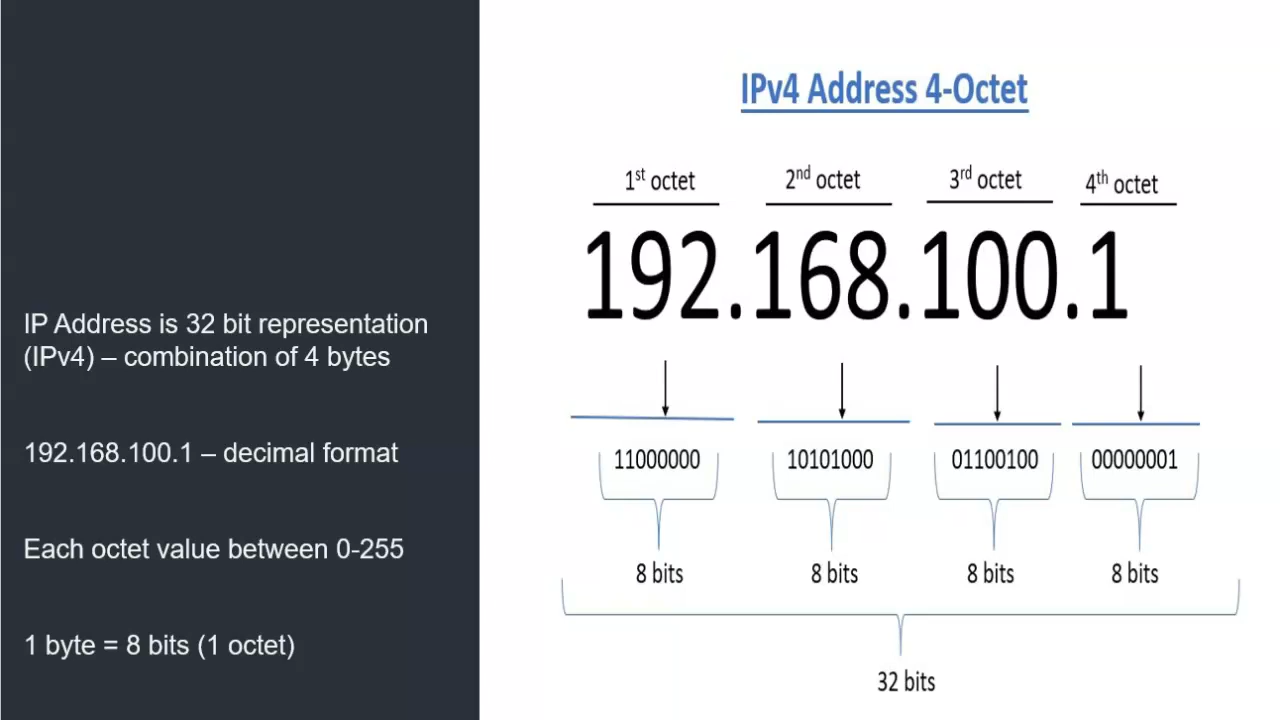 IP Address is 32 bit representation
(IPv4) – combination of 4 bytes
192.168.100.1 – decimal format
Each octet value between 0-255
1 byte = 8 bits (1 octet)
IPv4 Address 4-Octet
1st octet 2nd octet 3rd octet 4th octet
192.168.100.1
11000000 10101000 01100100 00000001
8 bits 8 bits 8 bits 8 bits
32 bits